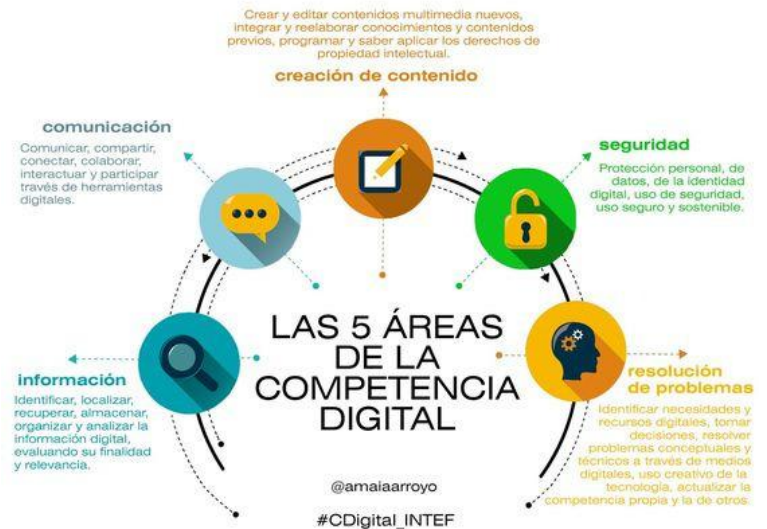 Crear y editar contenidos multimedia nuevos,
integrar y reelaborar conocimientos y contenidos
previos, programar y saber aplicar los derechos de
propiedad intelectual.
creación de contenido
comunicación
Comunicar, compartir,
conectar, colaborar,
interactuar y participar
través de herramientas
digitales.
seguridad
Protección personal, de
datos, de la identidad
digital, uso de seguridad,
uso seguro y sostenible.
información
Identificar, localizar,
recuperar, almacenar,
organizar y analizar la
información digital,
evaluando su finalidad
y relevancia.
LAS 5 ÁREAS
DE LA
COMPETENCIA
DIGITAL
resolución
de problemas
Identificar necesidades y
recursos digitales, tomar
decisiones, resolver
problemas conceptuales y
técnicos a través de medios
digitales, uso creativo de la
tecnología, actualizar la
competencia propia y la de otros.
@amaiaarroyo
#CDigital_INTEF